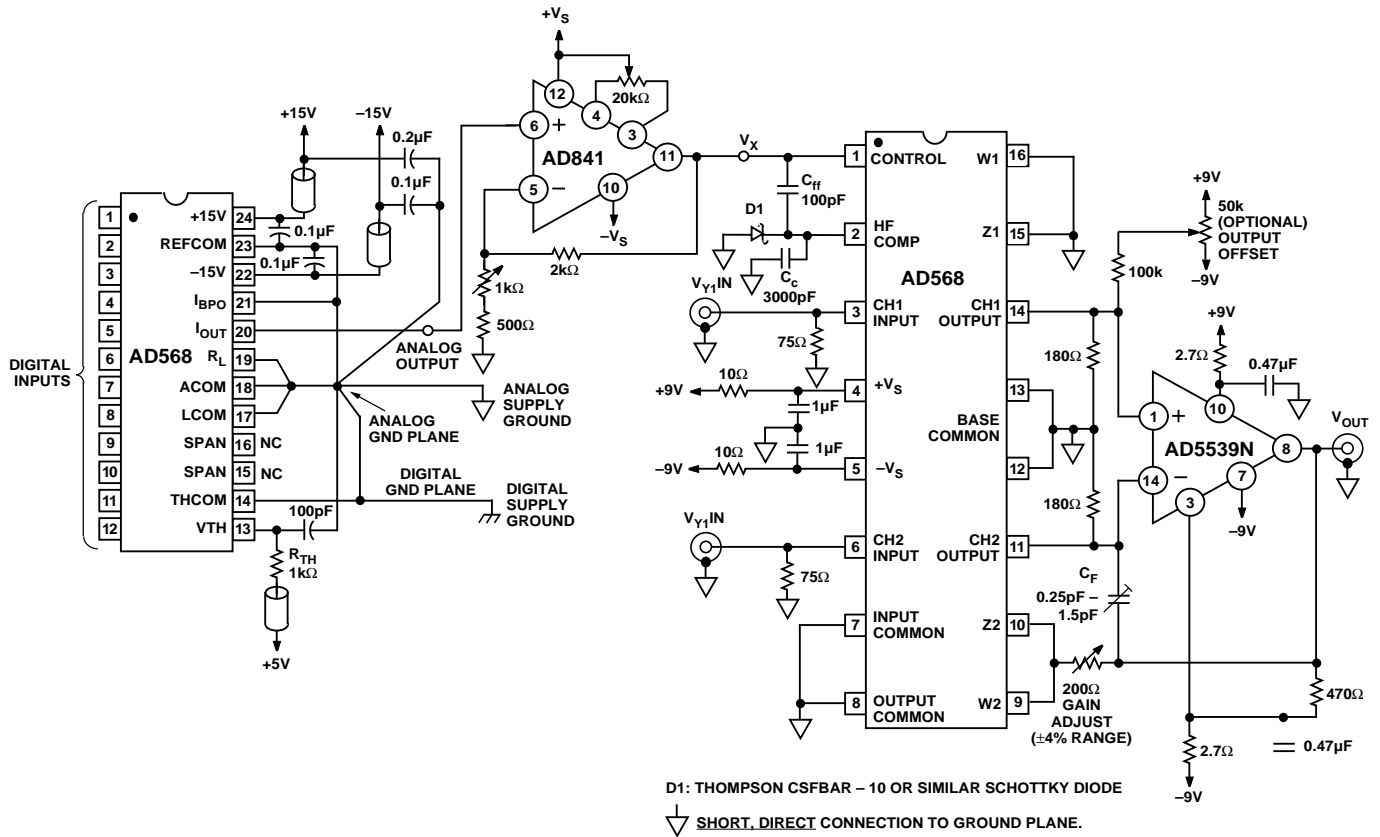 +VS
20kΩ
12
4
3
6
+
AD841
11
5
–
10
–VS
2kΩ
1kΩ
500Ω
+15V
–15V
0.2µF
0.1µF
0.1µF
0.1µF
DIGITAL
INPUTS
AD568
1
2
3
4
5
6
7
8
9
10
11
12
+15V 24
REFCOM 23
–15V 22
IBPO 21
IOUT 20
RL 19
ACOM 18
LCOM 17
SPAN 16 NC
SPAN 15 NC
THCOM 14
VTH 13
ANALOG
OUTPUT
ANALOG
SUPPLY
GROUND
ANALOG
GND PLANE
DIGITAL
GND PLANE
DIGITAL
SUPPLY
GROUND
100pF
RTH
1kΩ
+5V
VX
Cff
100pF
D1
Cc
3000pF
VY1IN
75Ω
+9V
10Ω
1µF
1µF
–9V
10Ω
VY1IN
75Ω
AD568
1 CONTROL
2 HF
COMP
3 CH1
INPUT
4 +VS
5 –VS
6 CH2
INPUT
7 INPUT
COMMON
8 OUTPUT
COMMON
W1 16
Z1 15
CH1
OUTPUT 14
13
BASE
COMMON
12
CH2
OUTPUT 11
Z2 10
W2 9
180Ω
180Ω
100k
+9V
50k
(OPTIONAL)
OUTPUT
OFFSET
–9V
+9V
2.7Ω
0.47µF
1
+
10
AD5539N
8
14
–
7
3
–9V
VOUT
CF
0.25pF –
1.5pF
200Ω
GAIN
ADJUST
(±4% RANGE)
470Ω
2.7Ω
0.47µF
–9V
D1: THOMPSON CSFBAR – 10 OR SIMILAR SCHOTTKY DIODE
SHORT, DIRECT CONNECTION TO GROUND PLANE.